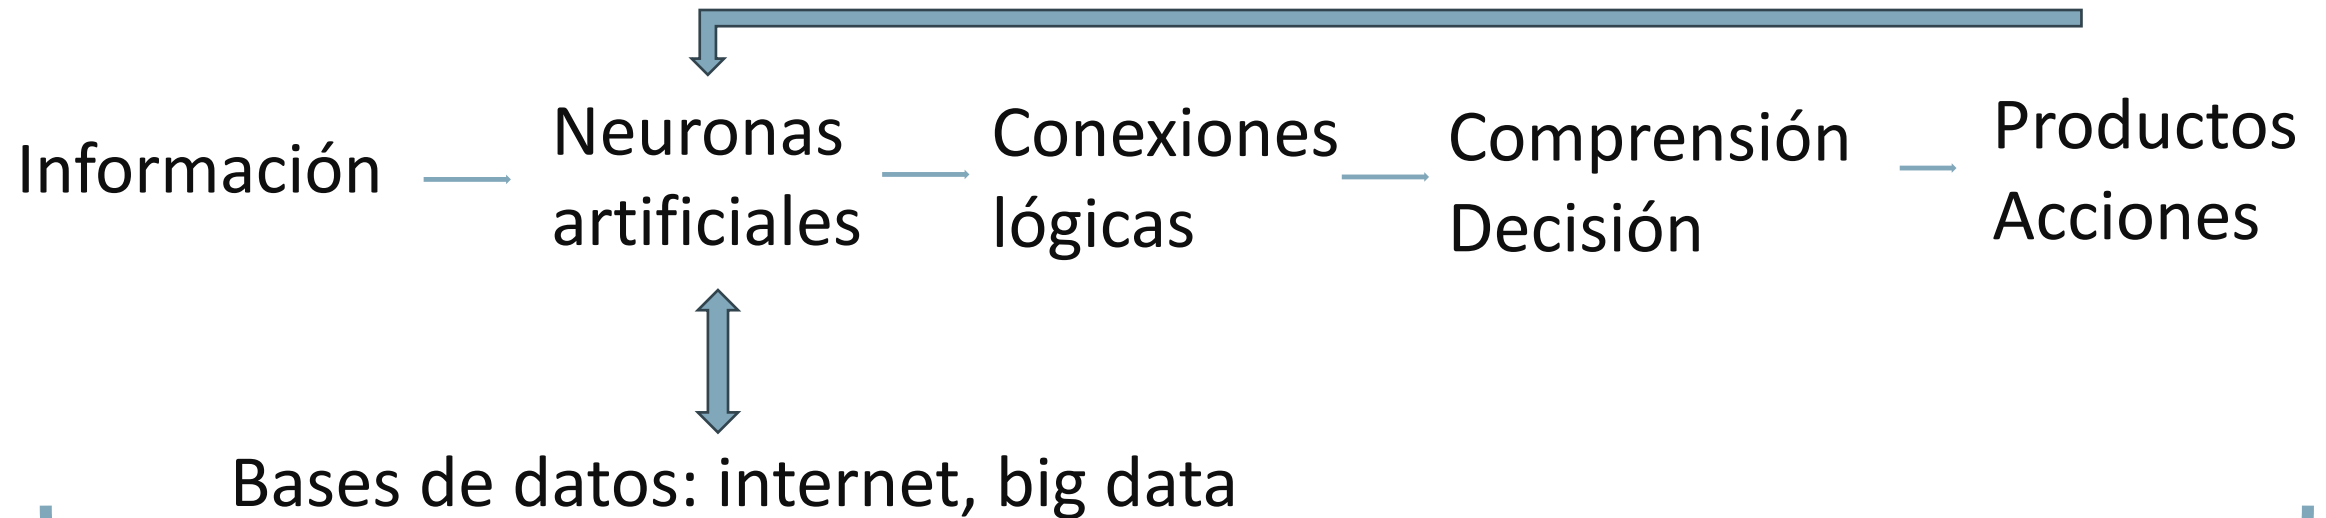 Información
Neuronas
artificiales
Conexiones
lógicas
Comprensión
Decisión
Productos
Acciones
Bases de datos: internet, big data